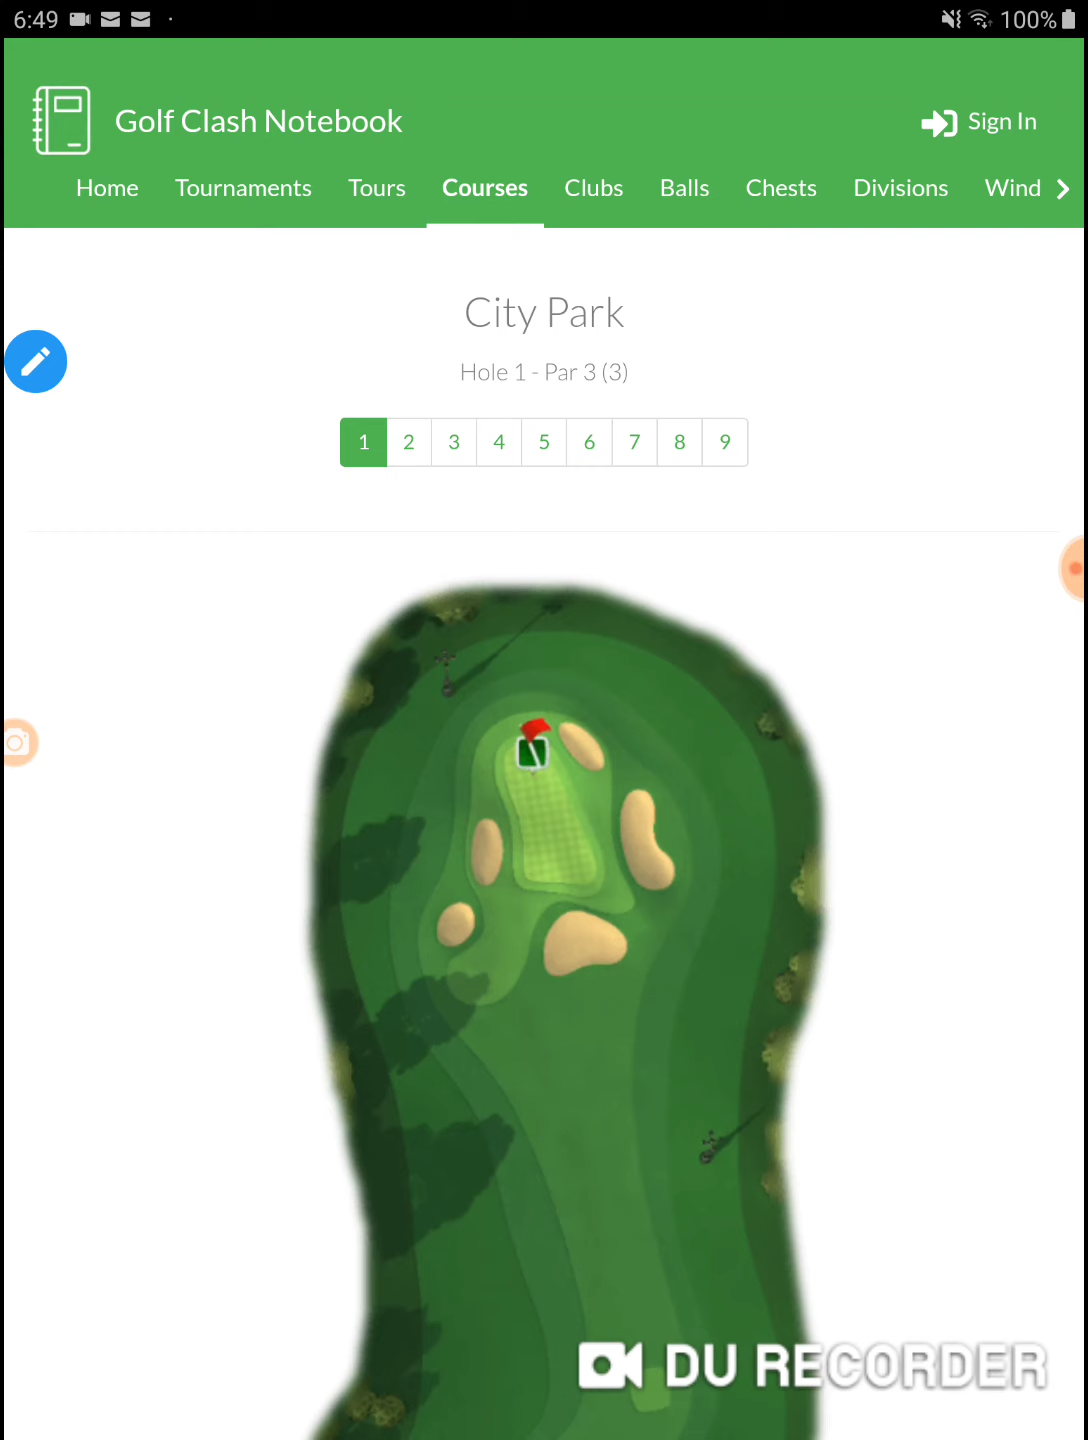 6:49 100%
Golf Clash Notebook
Sign In
Home Tournaments Tours Courses Clubs Balls Chests Divisions Wind
City Park
Hole 1 - Par 3 (3)
1 2 3 4 5 6 7 8 9
DU RECORDER